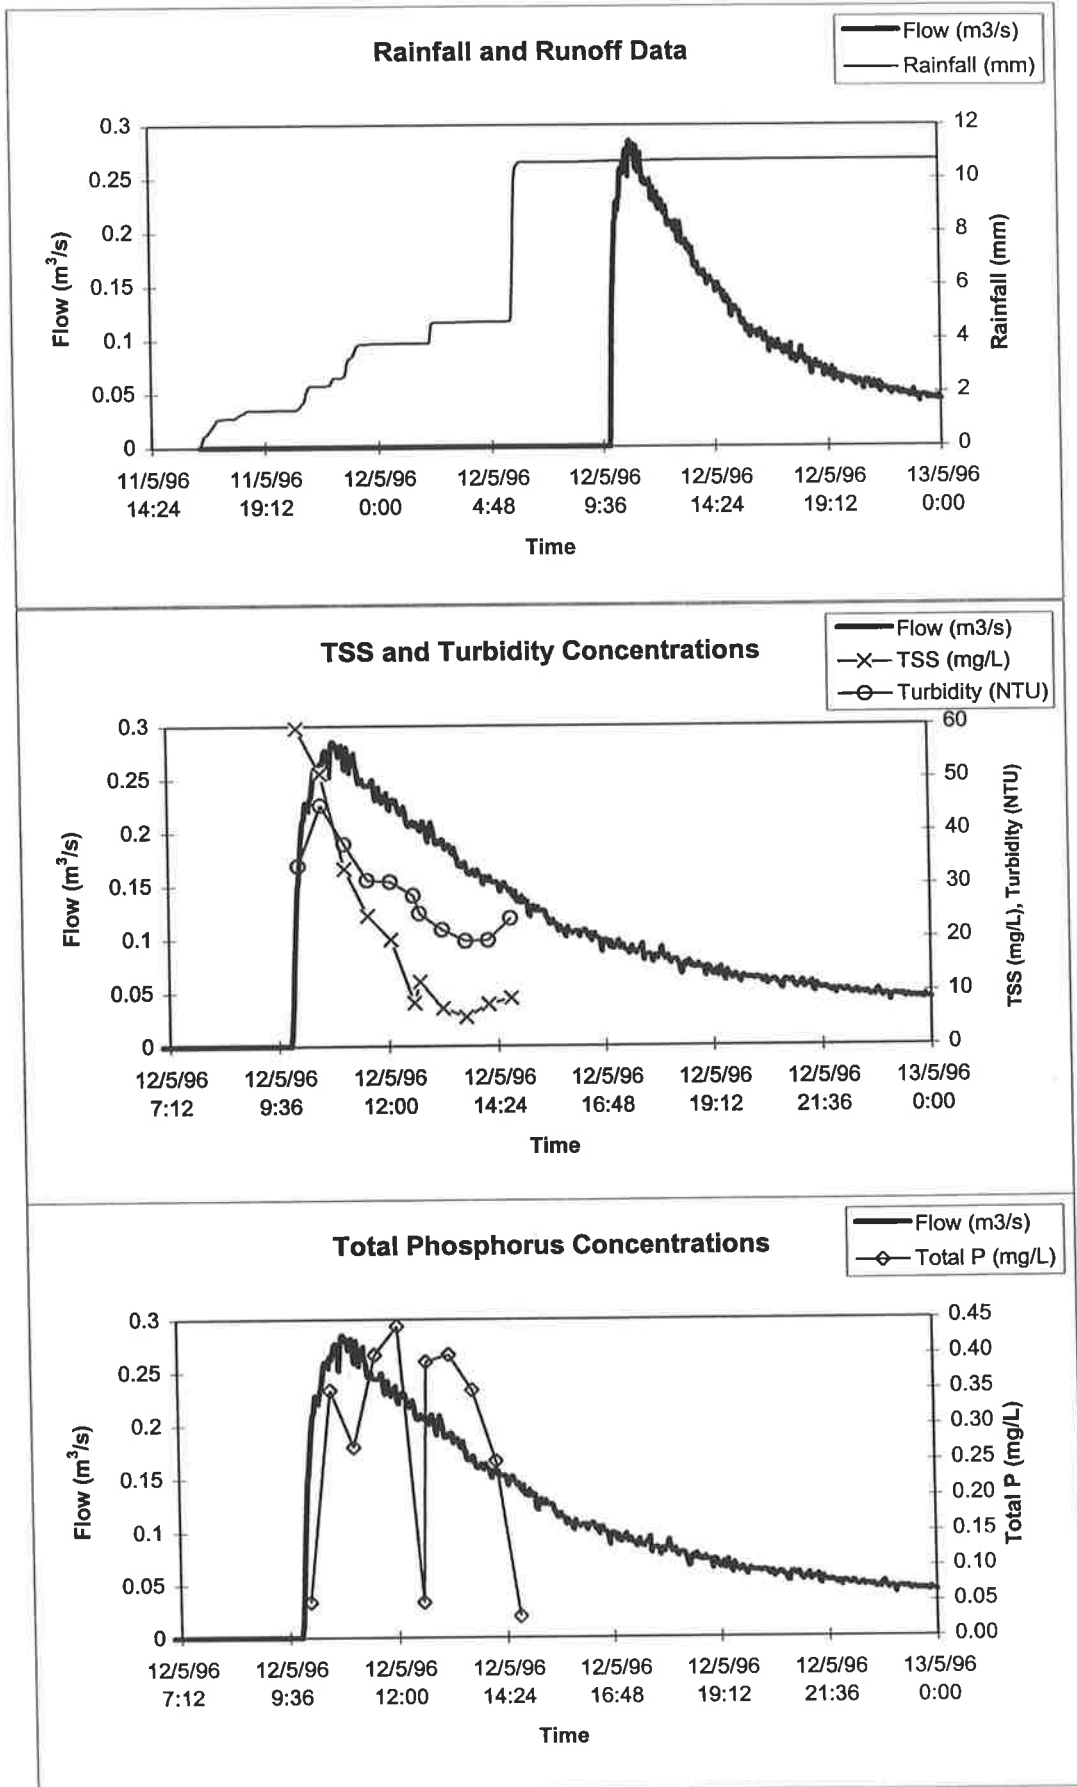 Rainfall and Runoff Data
Flow (m3/s)
Rainfall (mm)
0.3
0.25
0.2
0.15
0.1
0.05
0
Flow (m³/s)
12
10
8
6
4
2
0
Rainfall (mm)
11/5/96 11/5/96 12/5/96 12/5/96 12/5/96 12/5/96 12/5/96 13/5/96
14:24 19:12 0:00 4:48 9:36 14:24 19:12 0:00
Time
TSS and Turbidity Concentrations
Flow (m3/s)
TSS (mg/L)
Turbidity (NTU)
0.3
0.25
0.2
0.15
0.1
0.05
0
Flow (m³/s)
60
50
40
30
20
10
0
TSS (mg/L), Turbidity (NTU)
12/5/96 12/5/96 12/5/96 12/5/96 12/5/96 12/5/96 12/5/96 13/5/96
7:12 9:36 12:00 14:24 16:48 19:12 21:36 0:00
Time
Total Phosphorus Concentrations
Flow (m3/s)
Total P (mg/L)
0.3
0.25
0.2
0.15
0.1
0.05
0
Flow (m³/s)
0.45
0.40
0.35
0.30
0.25
0.20
0.15
0.10
0.05
0.00
Total P (mg/L)
12/5/96 12/5/96 12/5/96 12/5/96 12/5/96 12/5/96 12/5/96 13/5/96
7:12 9:36 12:00 14:24 16:48 19:12 21:36 0:00
Time